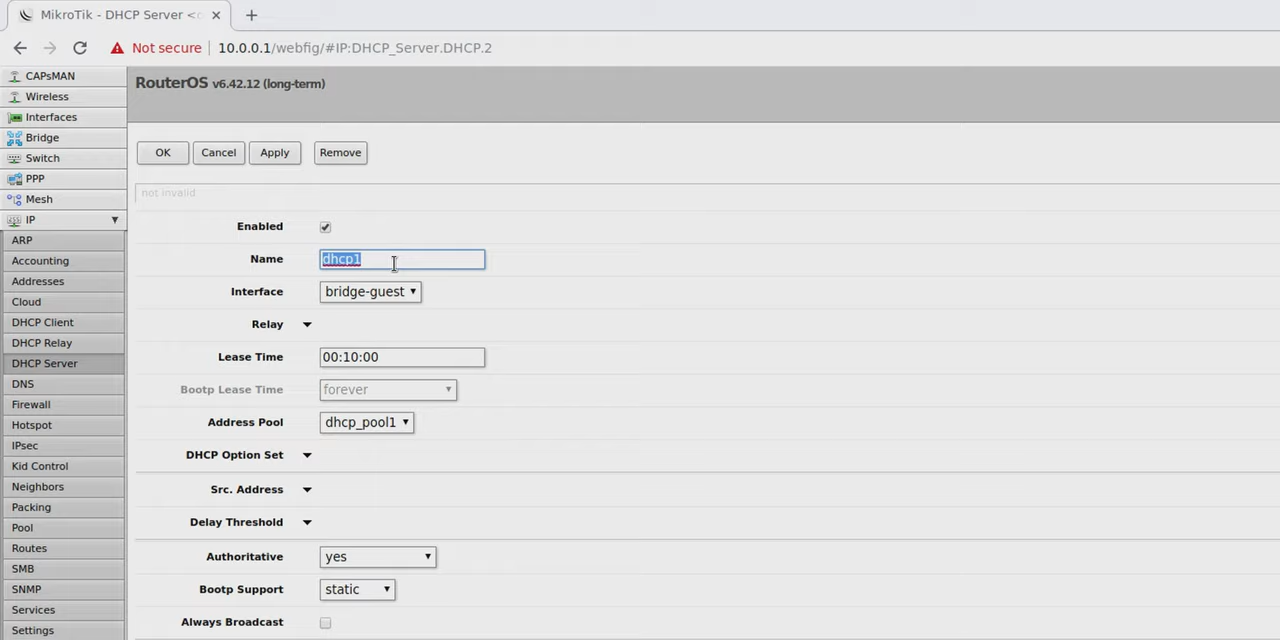 MikroTik - DHCP Server <
Not secure 10.0.0.1/webfig/#IP:DHCP_Server.DHCP.2
CAPsMAN
Wireless
Interfaces
Bridge
Switch
PPP
Mesh
IP
ARP
Accounting
Addresses
Cloud
DHCP Client
DHCP Relay
DHCP Server
DNS
Firewall
Hotspot
IPsec
Kid Control
Neighbors
Packing
Pool
Routes
SMB
SNMP
Services
Settings
RouterOS v6.42.12 (long-term)
OK Cancel Apply Remove
not invalid
Enabled
Name dhcp1
Interface bridge-guest
Relay
Lease Time 00:10:00
Bootp Lease Time forever
Address Pool dhcp_pool1
DHCP Option Set
Src. Address
Delay Threshold
Authoritative yes
Bootp Support static
Always Broadcast